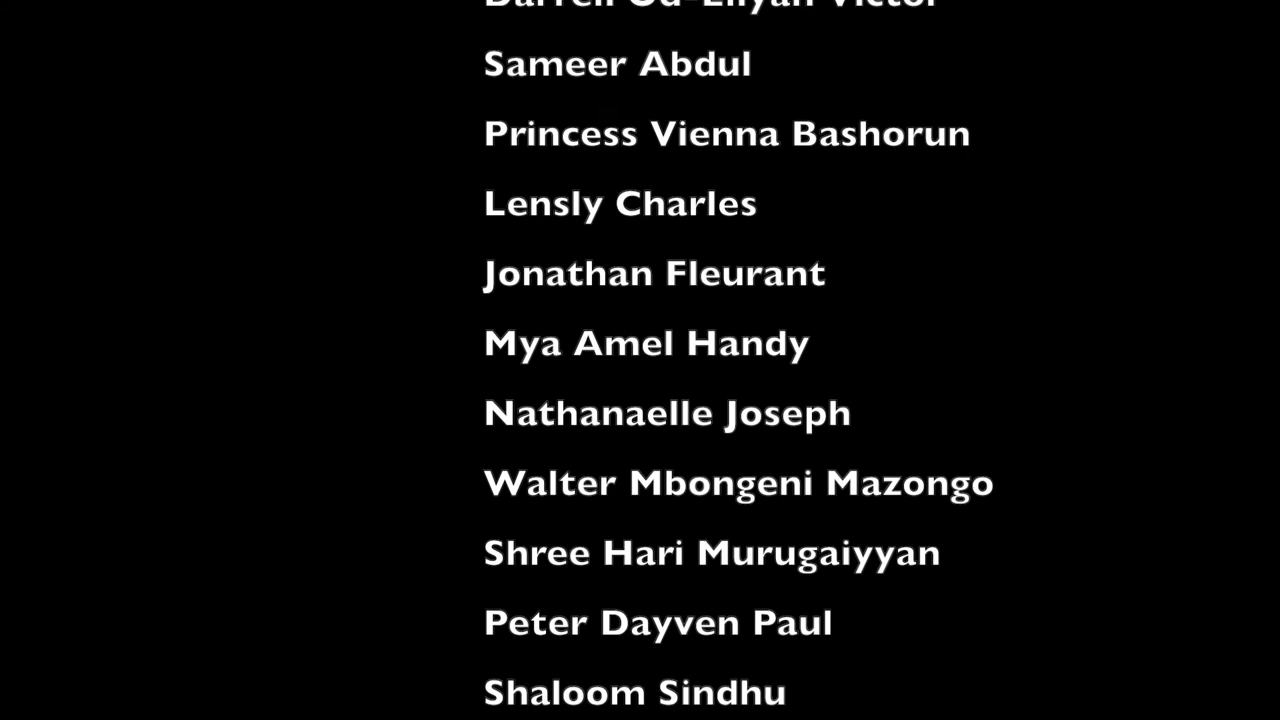 Victor
Sameer Abdul
Princess Vienna Bashorun
Lensly Charles
Jonathan Fleurant
Mya Amel Handy
Nathanaelle Joseph
Walter Mbongeni Mazongo
Shree Hari Murugaiyyan
Peter Dayven Paul
Shaloom Sindhu